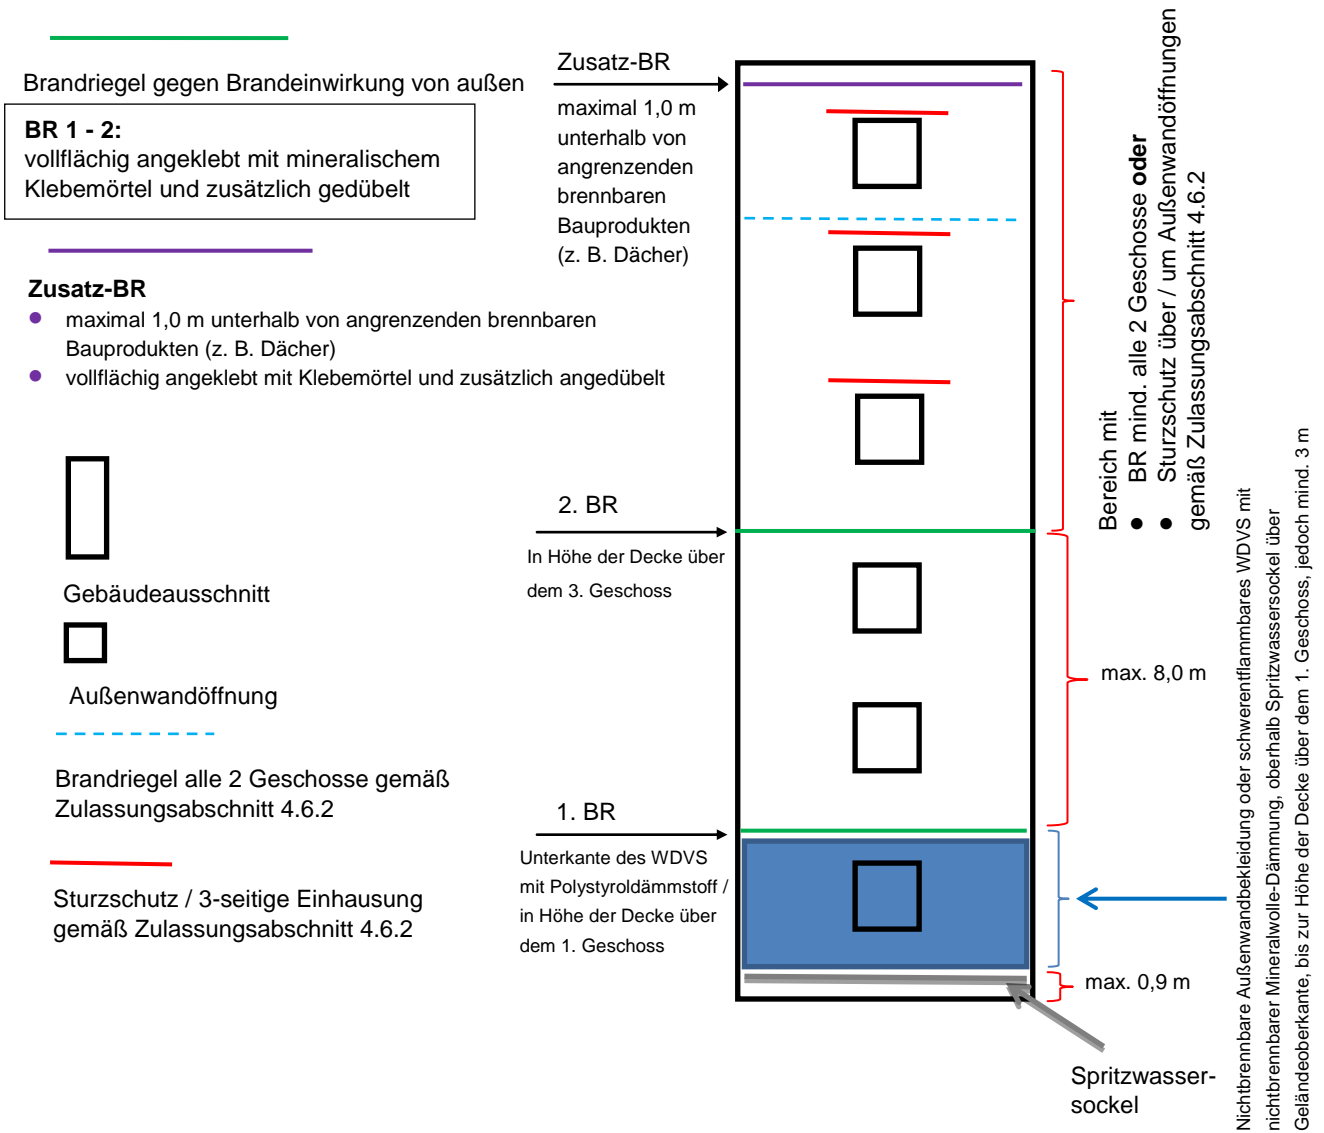 Brandriegel gegen Brandeinwirkung von außen
BR 1 - 2:
vollflächig angeklebt mit mineralischem
Klebemörtel und zusätzlich gedübelt
Zusatz-BR
● maximal 1,0 m unterhalb von angrenzenden brennbaren
Bauprodukten (z. B. Dächer)
● vollflächig angeklebt mit Klebemörtel und zusätzlich angedübelt
Gebäudeausschnitt
Außenwandöffnung
Brandriegel alle 2 Geschosse gemäß
Zulassungsabschnitt 4.6.2
Sturzschutz / 3-seitige Einhausung
gemäß Zulassungsabschnitt 4.6.2
Zusatz-BR
maximal 1,0 m
unterhalb von
angrenzenden
brennbaren
Bauprodukten
(z. B. Dächer)
2. BR
In Höhe der Decke über
dem 3. Geschoss
1. BR
Unterkante des WDVS
mit Polystyroldämmstoff /
in Höhe der Decke über
dem 1. Geschoss
Bereich mit
● BR mind. alle 2 Geschosse oder
● Sturzschutz über / um Außenwandöffnungen
gemäß Zulassungsabschnitt 4.6.2
max. 8,0 m
max. 0,9 m
Spritzwasser-
sockel
Nichtbrennbare Außenwandbekleidung oder schwerentflammbares WDVS mit
nichtbrennbarer Mineralwolle-Dämmung, oberhalb Spritzwassersockel über
Geländeoberkante, bis zur Höhe der Decke über dem 1. Geschoss, jedoch mind. 3 m